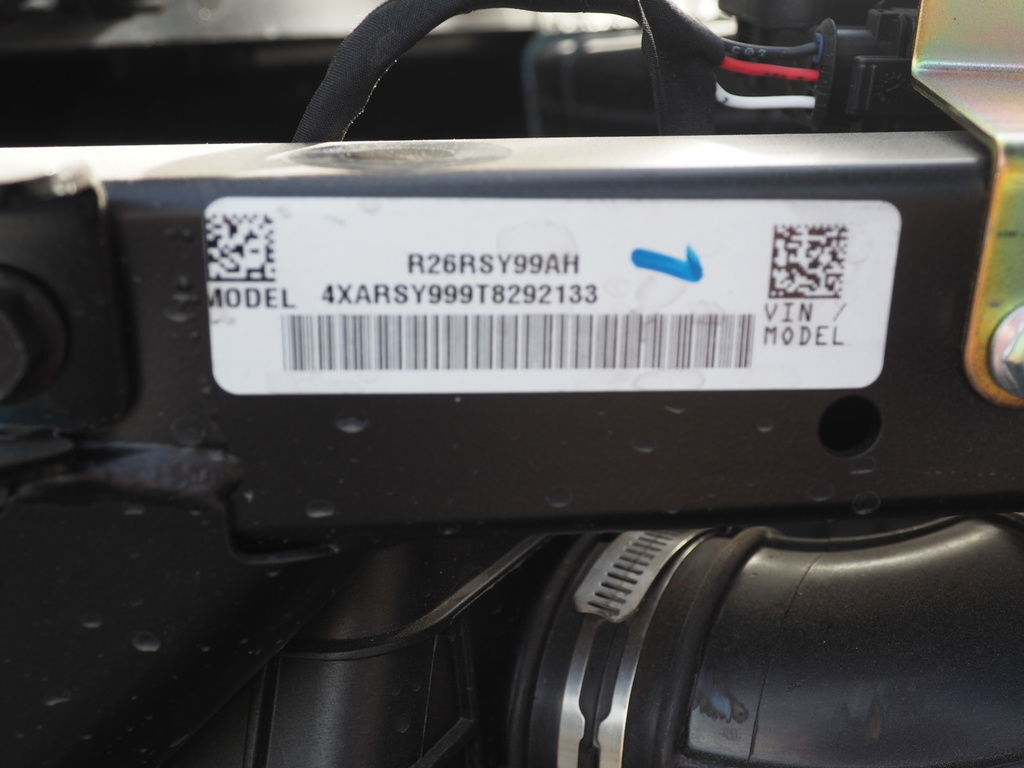 R26RSY99AH
MODEL 4XARSY999T8292133
VIN /
MODEL